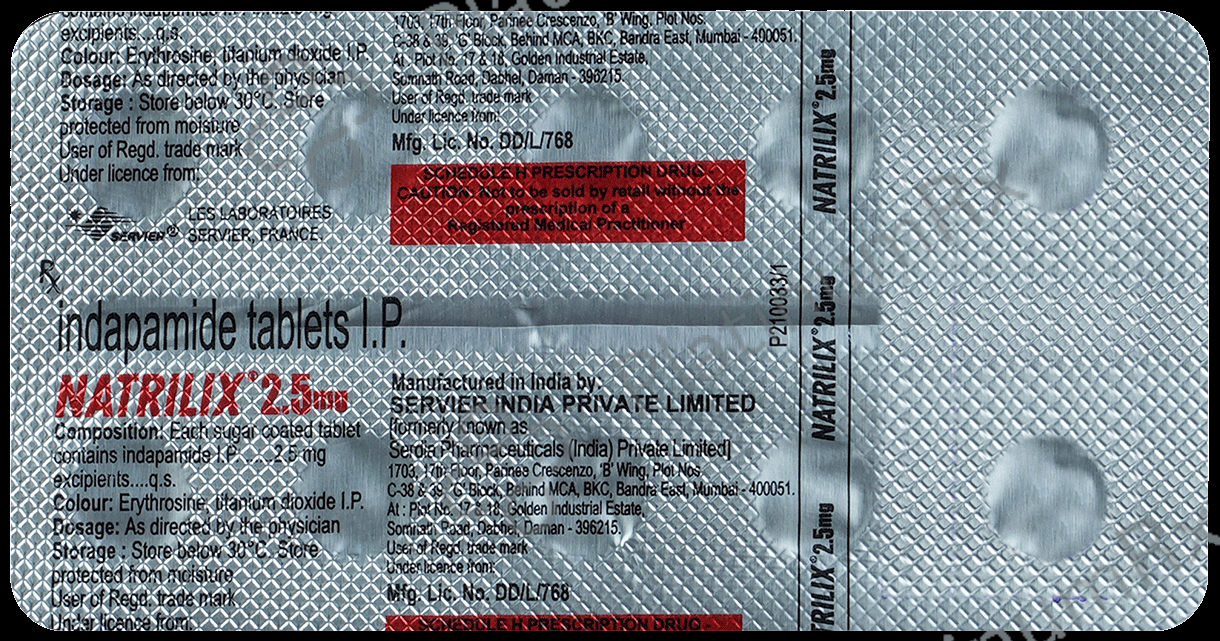 excipients....q.s.
Colour: Erythrosine, titanium dioxide I.P.
Dosage: As directed by the physician
Storage : Store below 30°C. Store
protected from moisture
User of Regd. trade mark
Under licence from:
SERVIER®
LES LABORATOIRES
SERVIER, FRANCE
1703, 17th Floor, Parinee Crescenzo, 'B' Wing, Plot Nos.
C-38 & 39, 'G' Block, Behind MCA, BKC, Bandra East, Mumbai - 400051.
At : Plot No. 17 & 18, Golden Industrial Estate,
Somnath Road, Dabhel, Daman - 396215.
User of Regd. trade mark
Under licence from:
Mfg. Lic. No. DD/L/768
SCHEDULE H PRESCRIPTION DRUG -
CAUTION: Not to be sold by retail without the
prescription of a
Registered Medical Practitioner
Rx
indapamide tablets I.P.
NATRILIX® 2.5mg
Composition: Each sugar coated tablet
contains indapamide I.P. .....2.5 mg
excipients....q.s.
Colour: Erythrosine, titanium dioxide I.P.
Dosage: As directed by the physician
Storage : Store below 30°C. Store
protected from moisture
User of Regd. trade mark
Under licence from:
Manufactured in India by:
SERVIER INDIA PRIVATE LIMITED
[formerly known as
Serdia Pharmaceuticals (India) Private Limited]
1703, 17th Floor, Parinee Crescenzo, 'B' Wing, Plot Nos.
C-38 & 39, 'G' Block, Behind MCA, BKC, Bandra East, Mumbai - 400051.
At : Plot No. 17 & 18, Golden Industrial Estate,
Somnath Road, Dabhel, Daman - 396215.
User of Regd. trade mark
Under licence from:
Mfg. Lic. No. DD/L/768
SCHEDULE H PRESCRIPTION DRUG -
P210033/1
NATRILIX® 2.5mg
NATRILIX® 2.5mg
TRILIX® 2.5mg